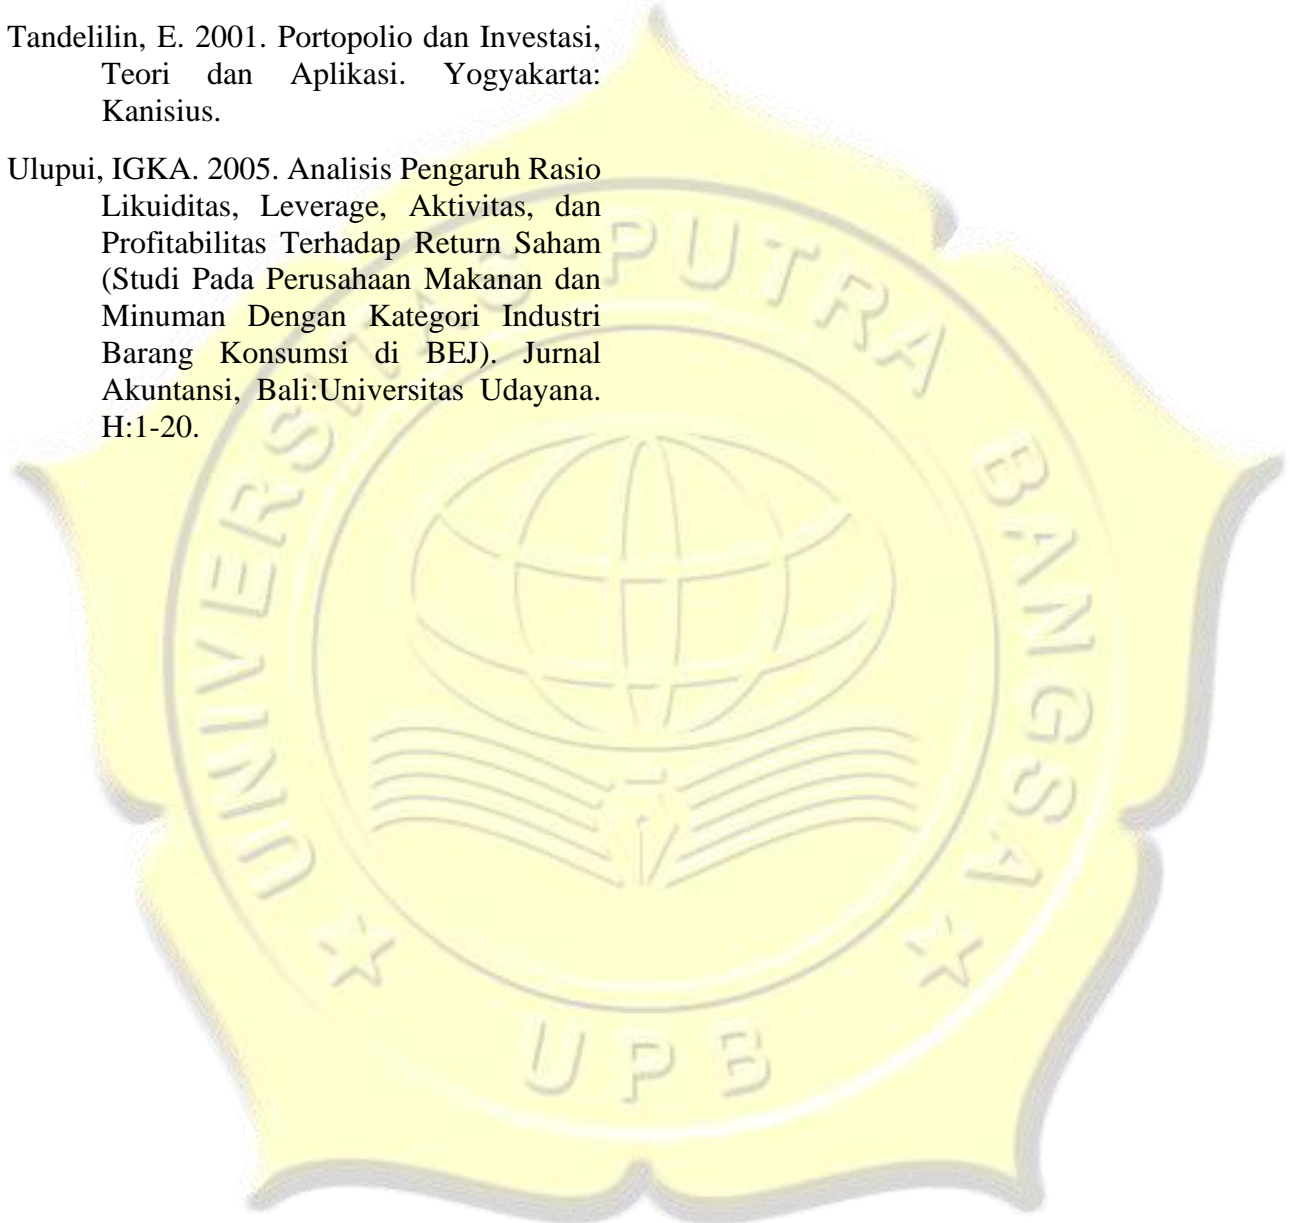 Tandelilin, E. 2001. Portopolio dan Investasi,
Teori dan Aplikasi. Yogyakarta:
Kanisius.
Ulupui, IGKA. 2005. Analisis Pengaruh Rasio
Likuiditas, Leverage, Aktivitas, dan
Profitabilitas Terhadap Return Saham
(Studi Pada Perusahaan Makanan dan
Minuman Dengan Kategori Industri
Barang Konsumsi di BEJ). Jurnal
Akuntansi, Bali:Universitas Udayana.
H:1-20.
UNIVERSITAS PUTRA BANGSA
UPB